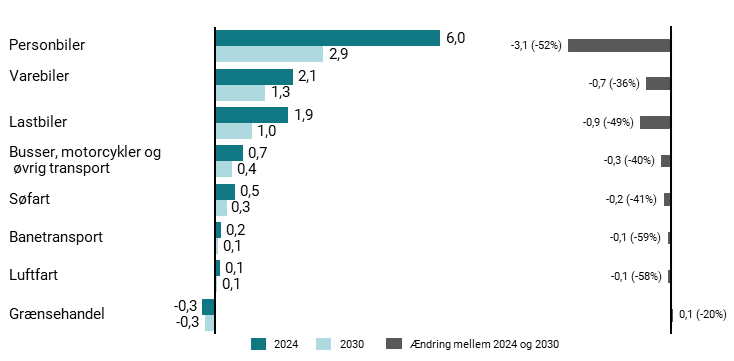 Personbiler 6,0 -3,1 (-52%)
2,9
Varebiler 2,1 -0,7 (-36%)
1,3
Lastbiler 1,9 -0,9 (-49%)
1,0
Busser, motorcykler og 0,7 -0,3 (-40%)
øvrig transport 0,4
Søfart 0,5 -0,2 (-41%)
0,3
Banetransport 0,2 -0,1 (-59%)
0,1
Luftfart 0,1 -0,1 (-58%)
0,1
Grænsehandel -0,3 0,1 (-20%)
-0,3
2024 2030 Ændring mellem 2024 og 2030